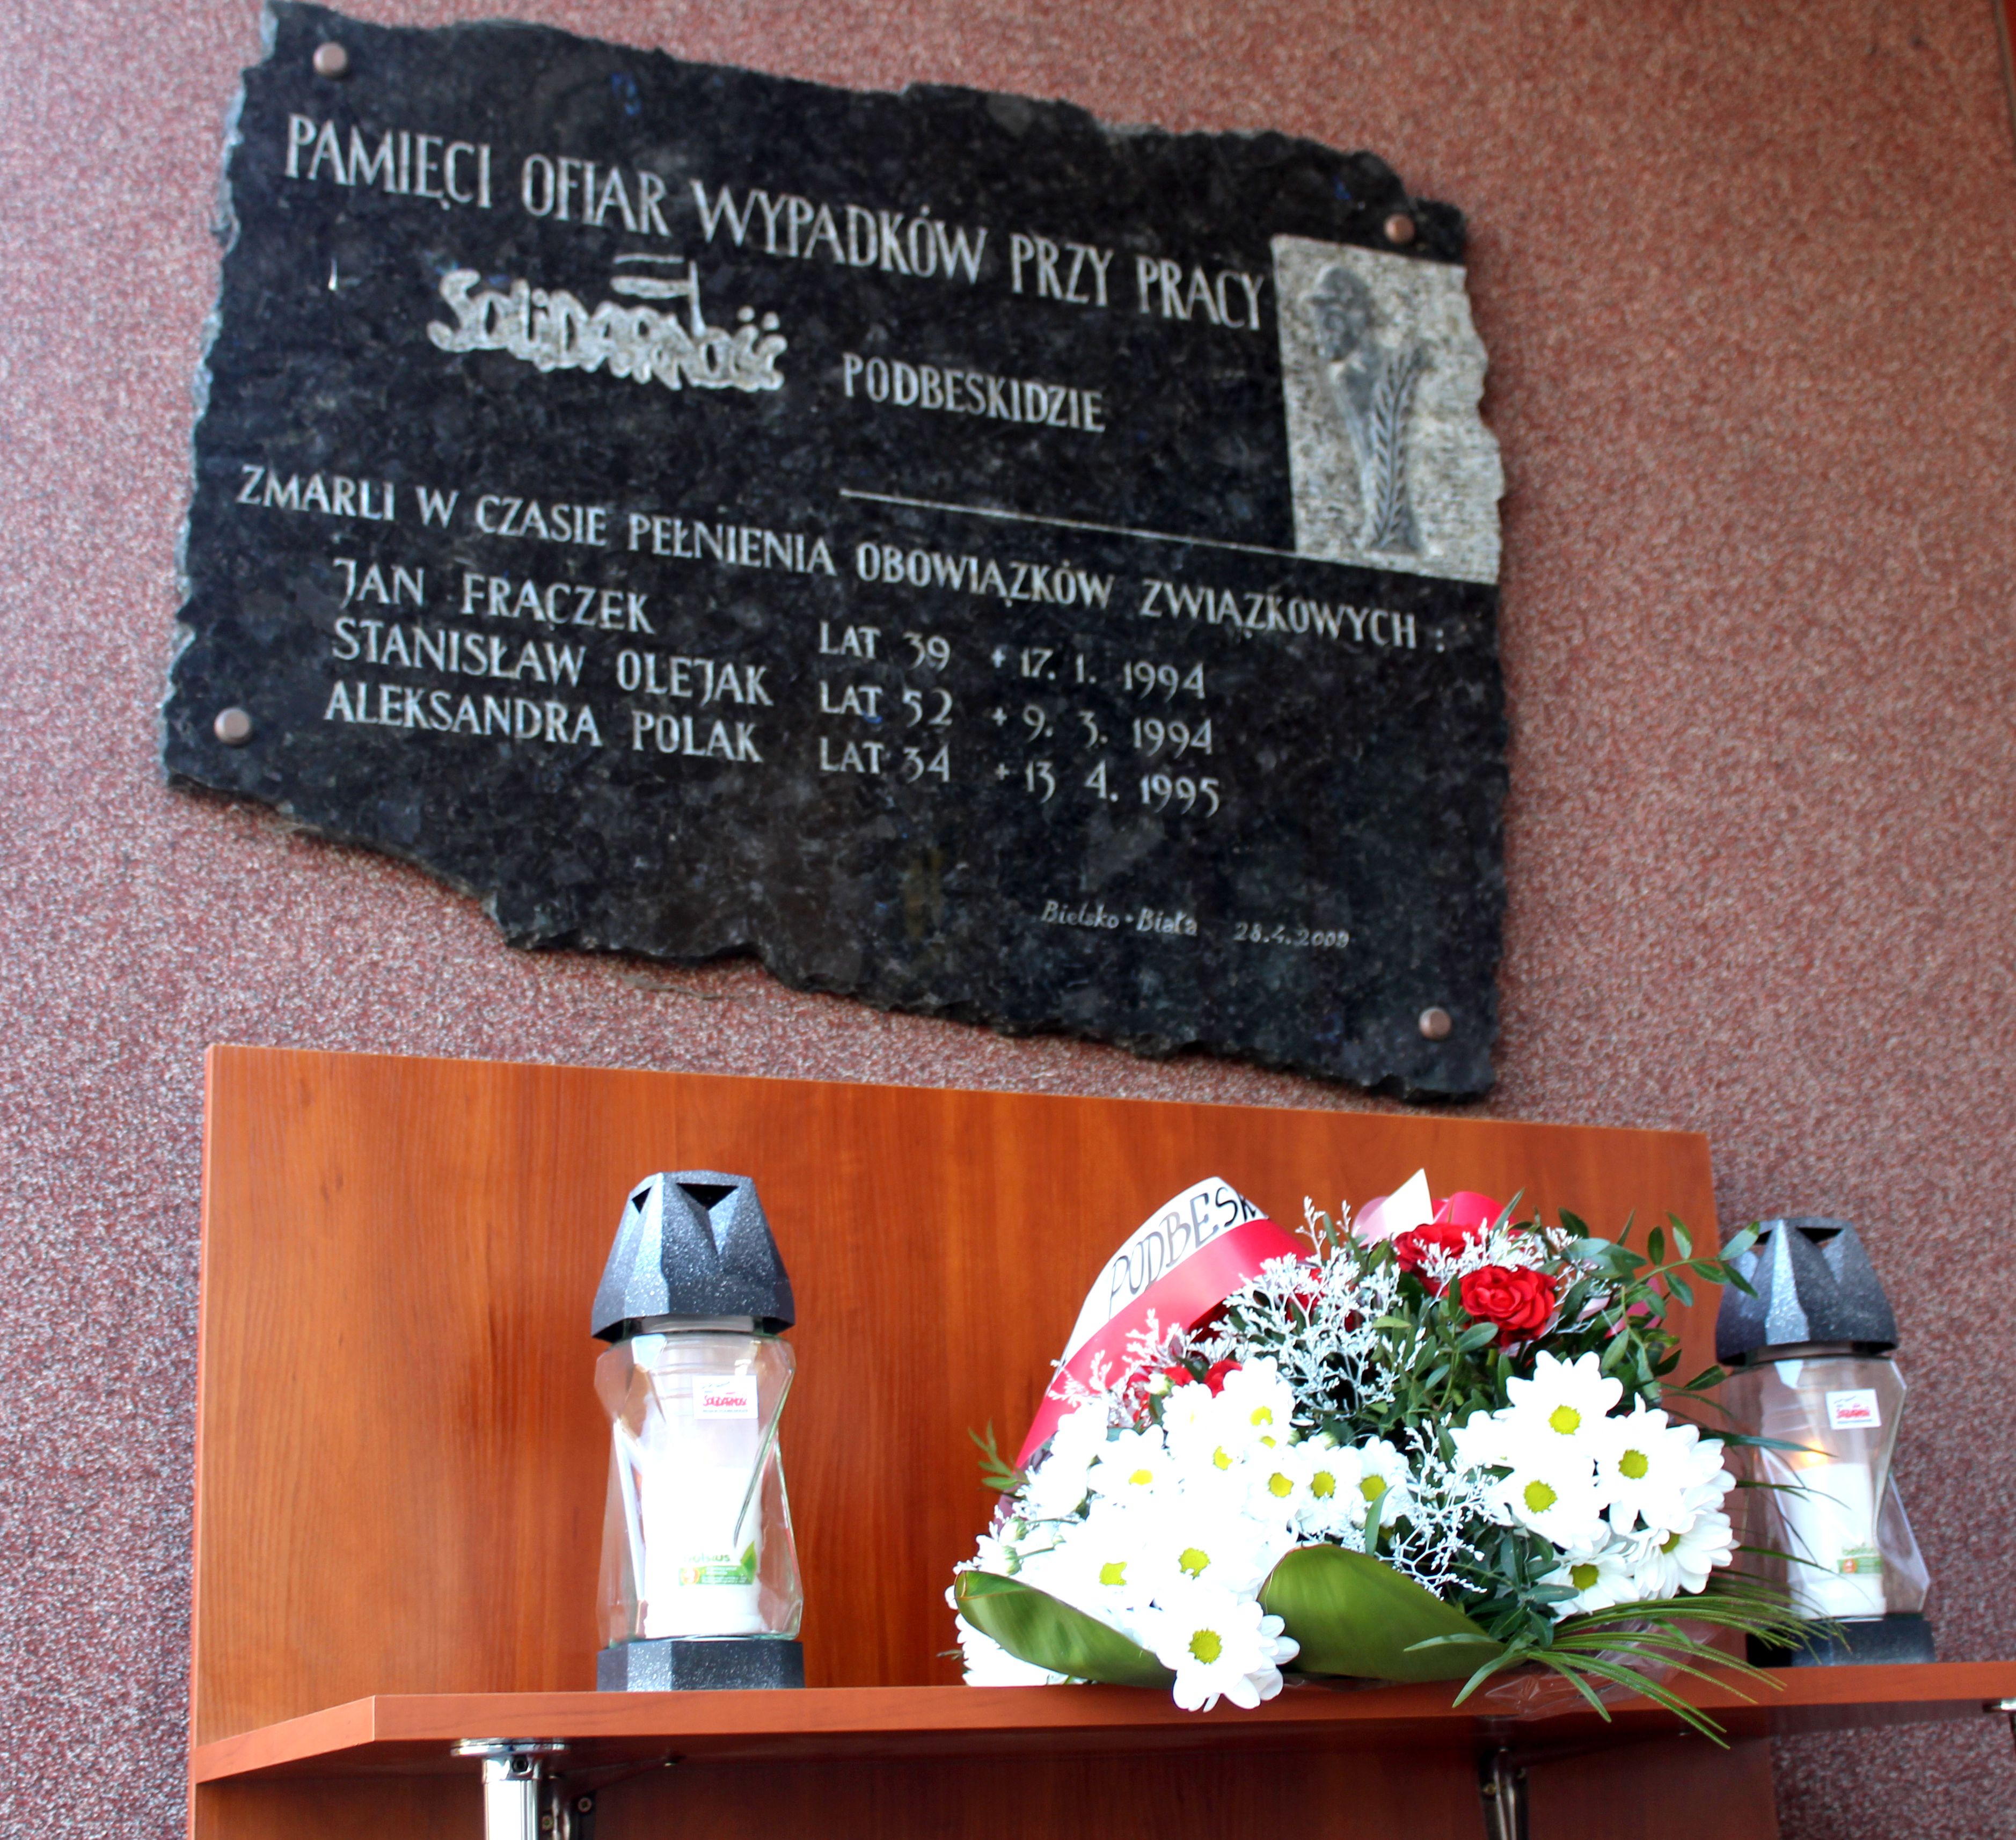 PAMIĘCI OFIAR WYPADKÓW PRZY PRACY
SOLIDARNOŚĆ PODBESKIDZIE
ZMARLI W CZASIE PEŁNIENIA OBOWIĄZKÓW ZWIĄZKOWYCH :
JAN FRĄCZEK LAT 39 + 17. 1. 1994
STANISŁAW OLEJAK LAT 52 + 9. 3. 1994
ALEKSANDRA POLAK LAT 34 + 13 4. 1995
Bielsko-Biała 28.4.2009
PODBESK